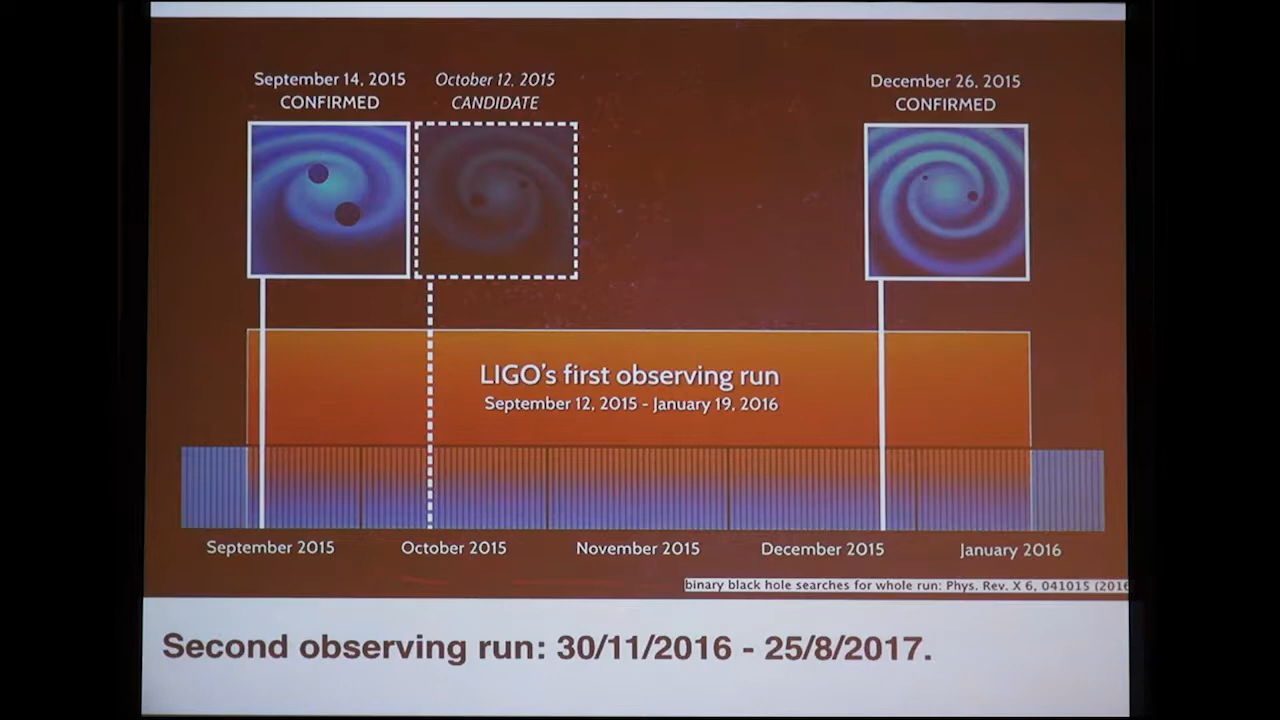 September 14, 2015
CONFIRMED
October 12, 2015
CANDIDATE
December 26, 2015
CONFIRMED
LIGO's first observing run
September 12, 2015 - January 19, 2016
September 2015
October 2015
November 2015
December 2015
January 2016
binary black hole searches for whole run: Phys. Rev. X 6, 041015 (2016
Second observing run: 30/11/2016 - 25/8/2017.